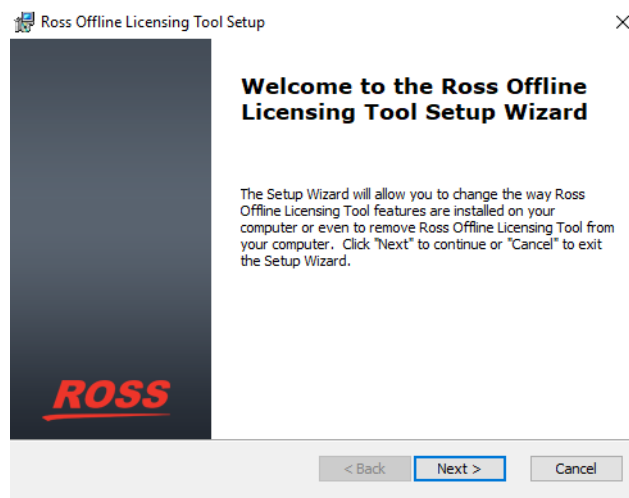 Ross Offline Licensing Tool Setup
Welcome to the Ross Offline
Licensing Tool Setup Wizard
The Setup Wizard will allow you to change the way Ross
Offline Licensing Tool features are installed on your
computer or even to remove Ross Offline Licensing Tool from
your computer.  Click "Next" to continue or "Cancel" to exit
the Setup Wizard.
ROSS
< Back
Next >
Cancel